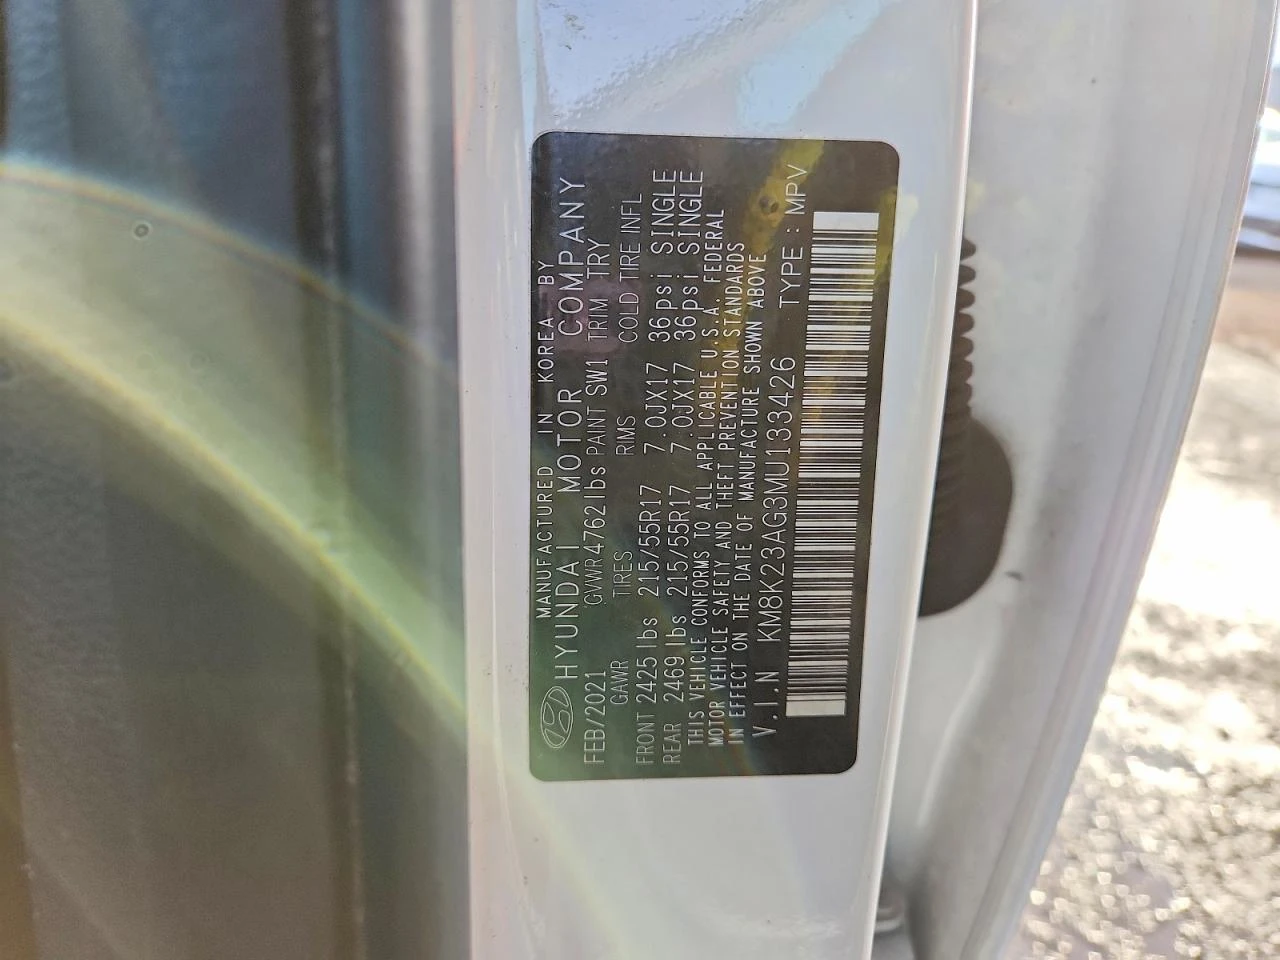 MANUFACTURED IN KOREA BY
HYUNDAI MOTOR COMPANY
FEB/2021 GVWR4762lbs PAINT SW1 TRIM TRY
GAWR TIRES RIMS COLD TIRE INFL
FRONT 2425 lbs 215/55R17 7.0JX17 36psi SINGLE
REAR 2469 lbs 215/55R17 7.0JX17 36psi SINGLE
THIS VEHICLE CONFORMS TO ALL APPLICABLE U.S.A. FEDERAL
MOTOR VEHICLE SAFETY AND THEFT PREVENTION STANDARDS
IN EFFECT ON THE DATE OF MANUFACTURE SHOWN ABOVE
V.I.N KM8K23AG3MU133426 TYPE : MPV